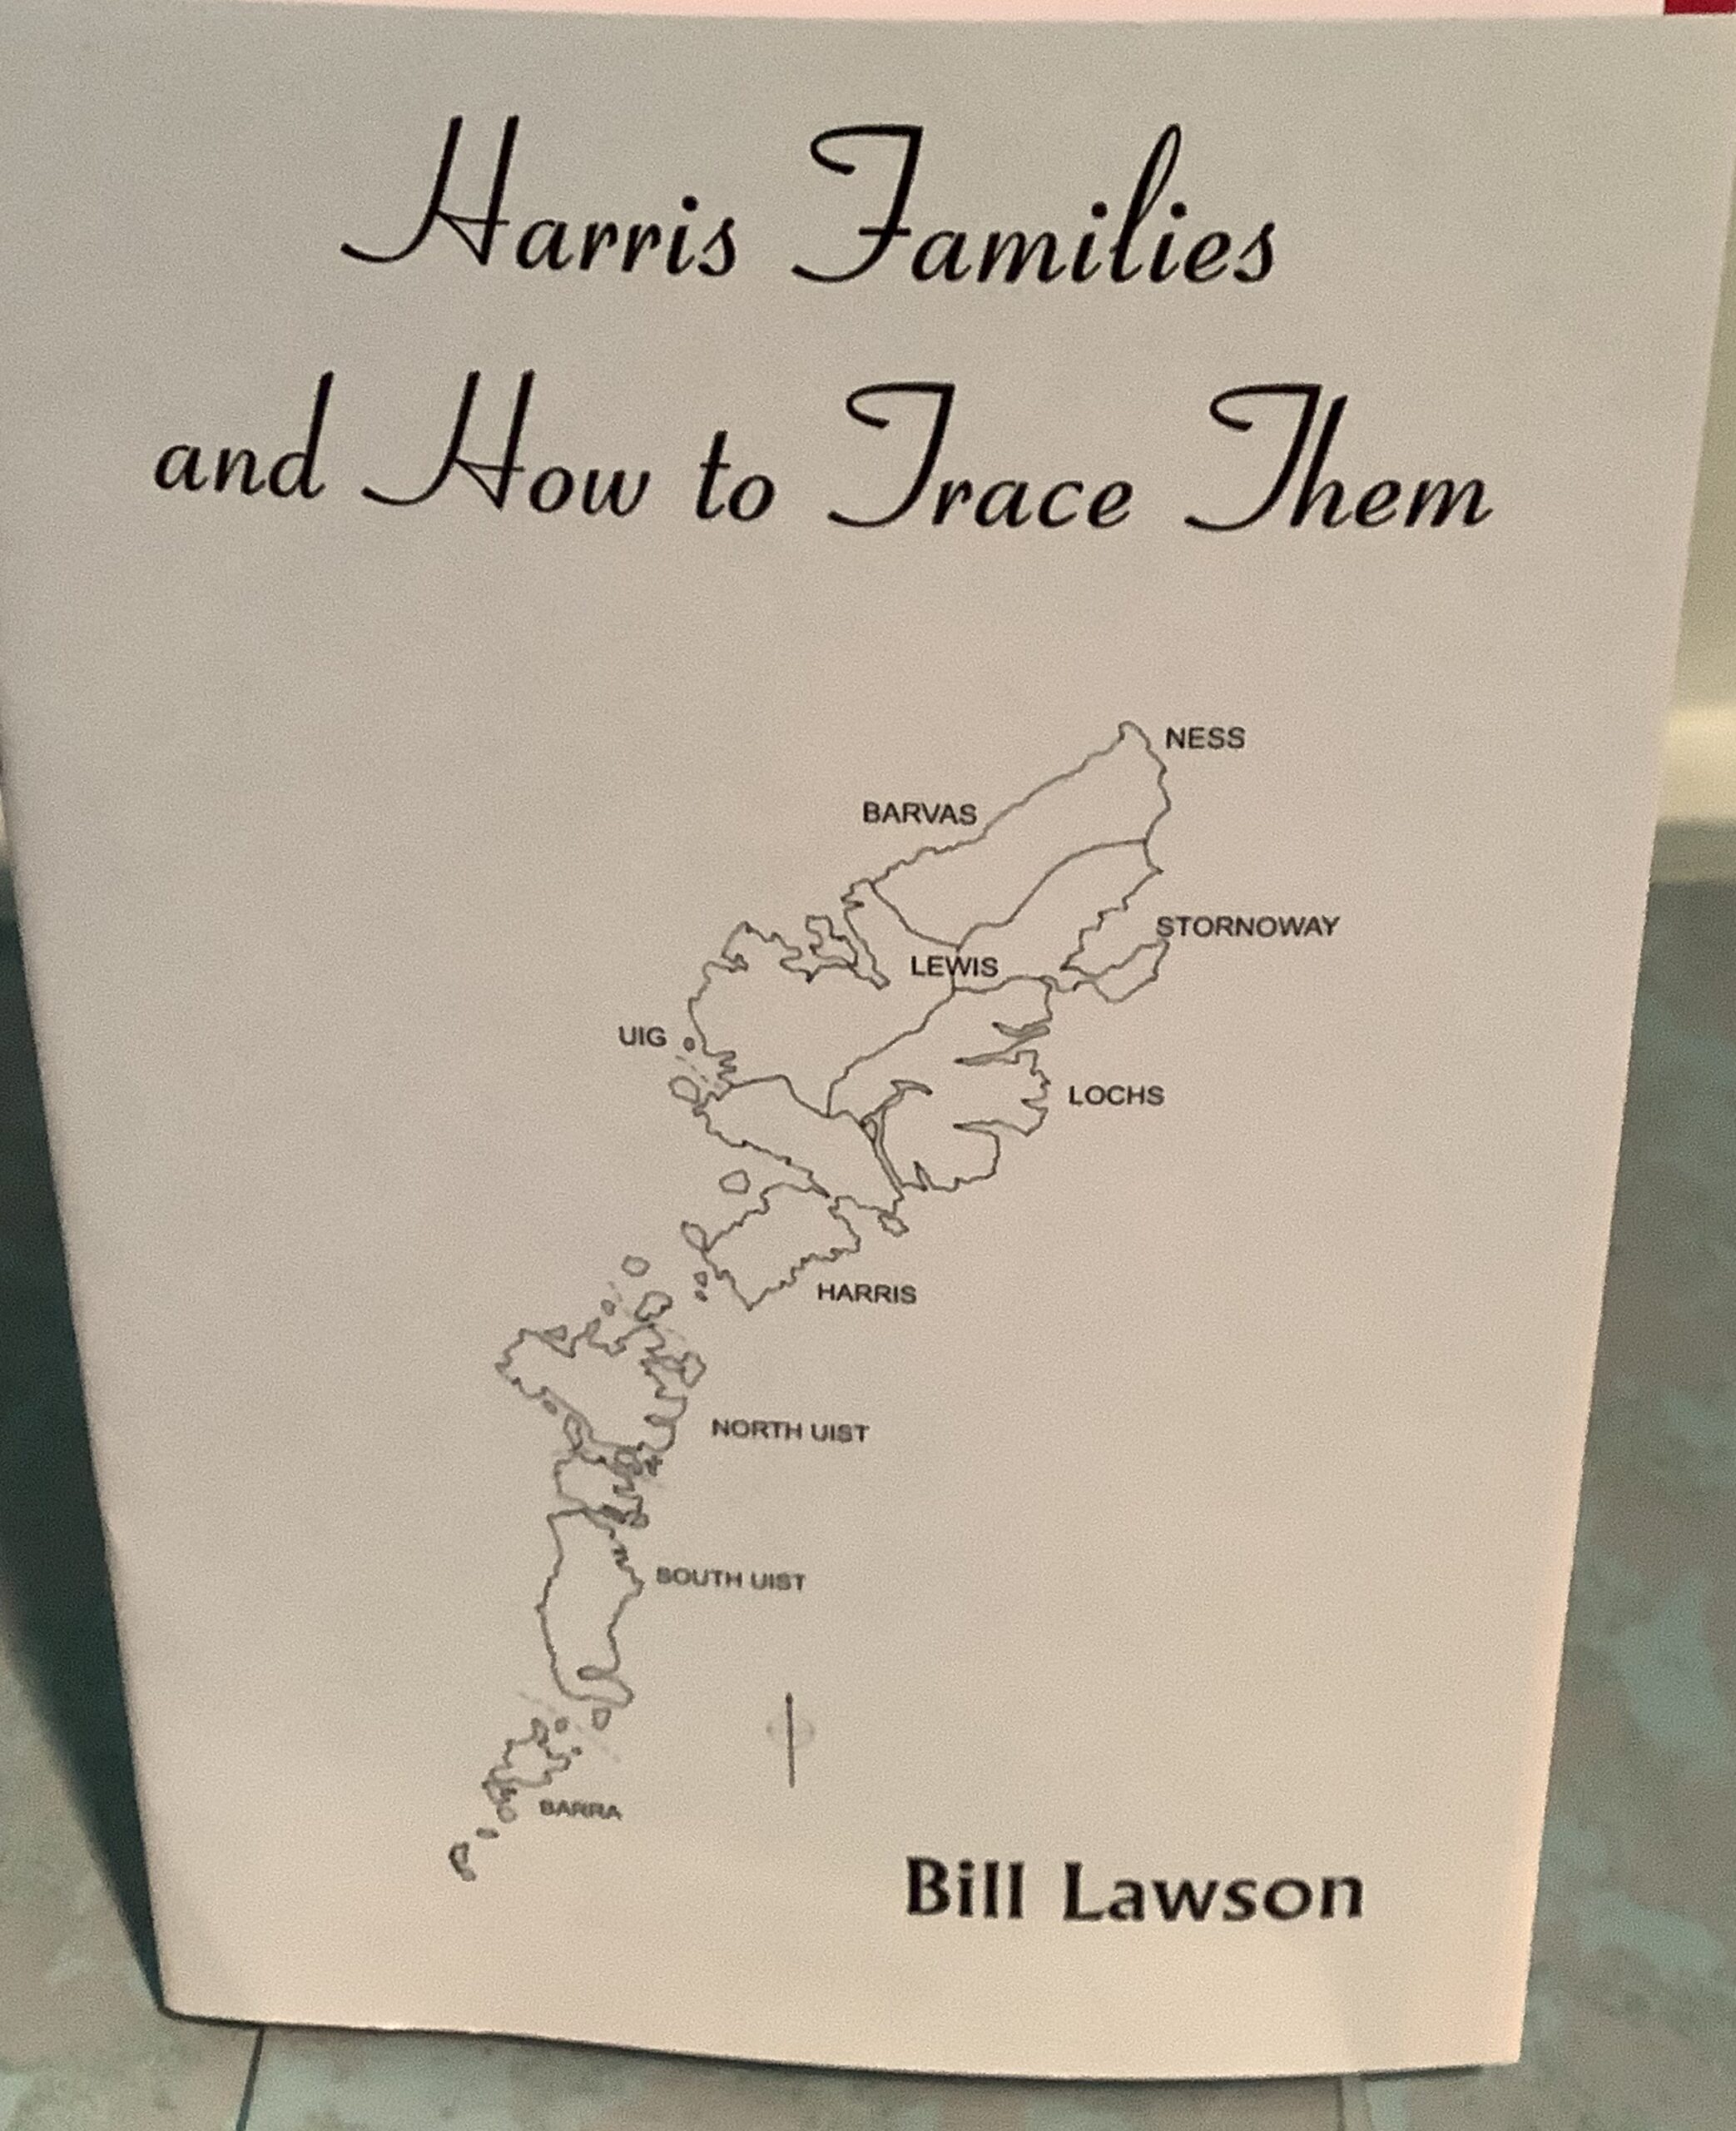 Harris Families
and How to Trace Them
NESS
BARVAS
STORNOWAY
LEWIS
UIG
LOCHS
HARRIS
NORTH UIST
SOUTH UIST
BARRA
Bill Lawson